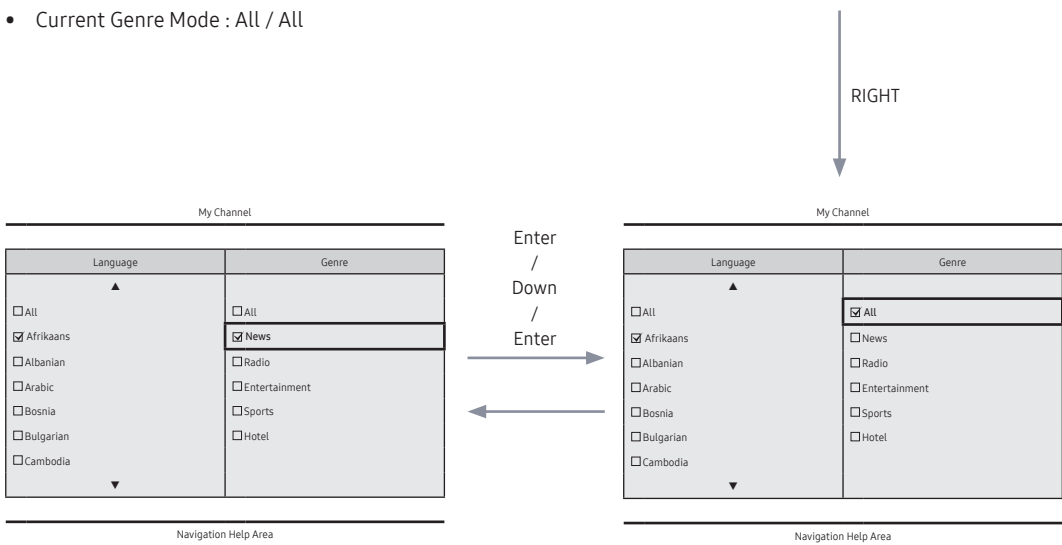 • Current Genre Mode : All / All
RIGHT
My Channel
Language
Genre
▲
All
Afrikaans
Albanian
Arabic
Bosnia
Bulgarian
Cambodia
▼
All
News
Radio
Entertainment
Sports
Hotel
Navigation Help Area
Enter
/
Down
/
Enter
My Channel
Language
Genre
▲
All
Afrikaans
Albanian
Arabic
Bosnia
Bulgarian
Cambodia
▼
All
News
Radio
Entertainment
Sports
Hotel
Navigation Help Area